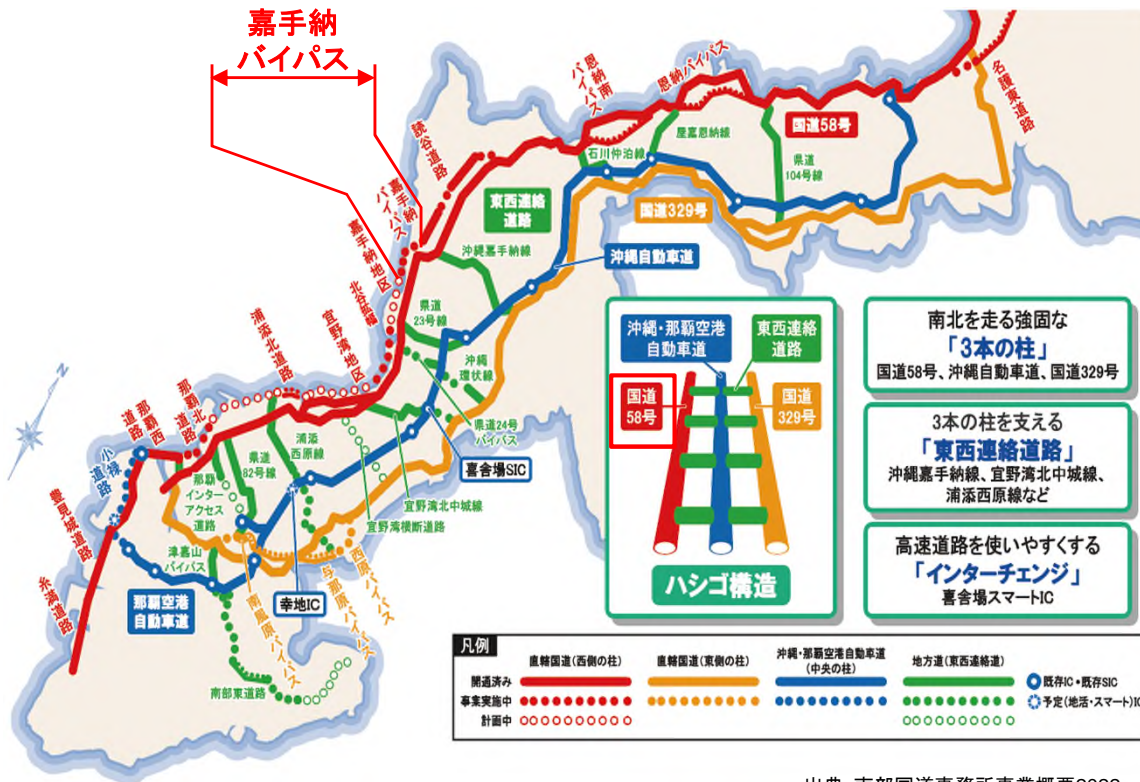 嘉手納
バイパス
読谷道路
恩納南
バイパス
恩納バイパス
名護東道路
国道58号
屋嘉恩納線
石川仲泊線
県道
104号線
嘉手納
バイパス
東西連絡
道路
国道329号
沖縄自動車道
沖縄嘉手納線
嘉手納地区
北谷拡幅
県道
23号線
沖縄
環状線
宜野湾地区
浦添北道路
那覇北
道路
那覇西
道路
小禄
道路
豊見城道路
糸満道路
県道
82号線
浦添
西原線
県道24号
バイパス
喜舎場SIC
那覇
インター
アクセス
道路
宜野湾北中城線
宜野湾横断道路
津嘉山
バイパス
那覇空港
自動車道
幸地IC
南風原バイパス
与那原バイパス
西原バイパス
南部東道路
沖縄・那覇空港
自動車道
東西連絡
道路
国道
58号
国道
329号
ハシゴ構造
南北を走る強固な
「3本の柱」
国道58号、沖縄自動車道、国道329号
3本の柱を支える
「東西連絡道路」
沖縄嘉手納線、宜野湾北中城線、
浦添西原線など
高速道路を使いやすくする
「インターチェンジ」
喜舎場スマートIC
凡例
直轄国道(西側の柱)
直轄国道(東側の柱)
沖縄・那覇空港自動車道
(中央の柱)
地方道(東西連絡道)
開通済み
事業実施中
計画中
既存IC・既存SIC
予定(地活・スマート)IC